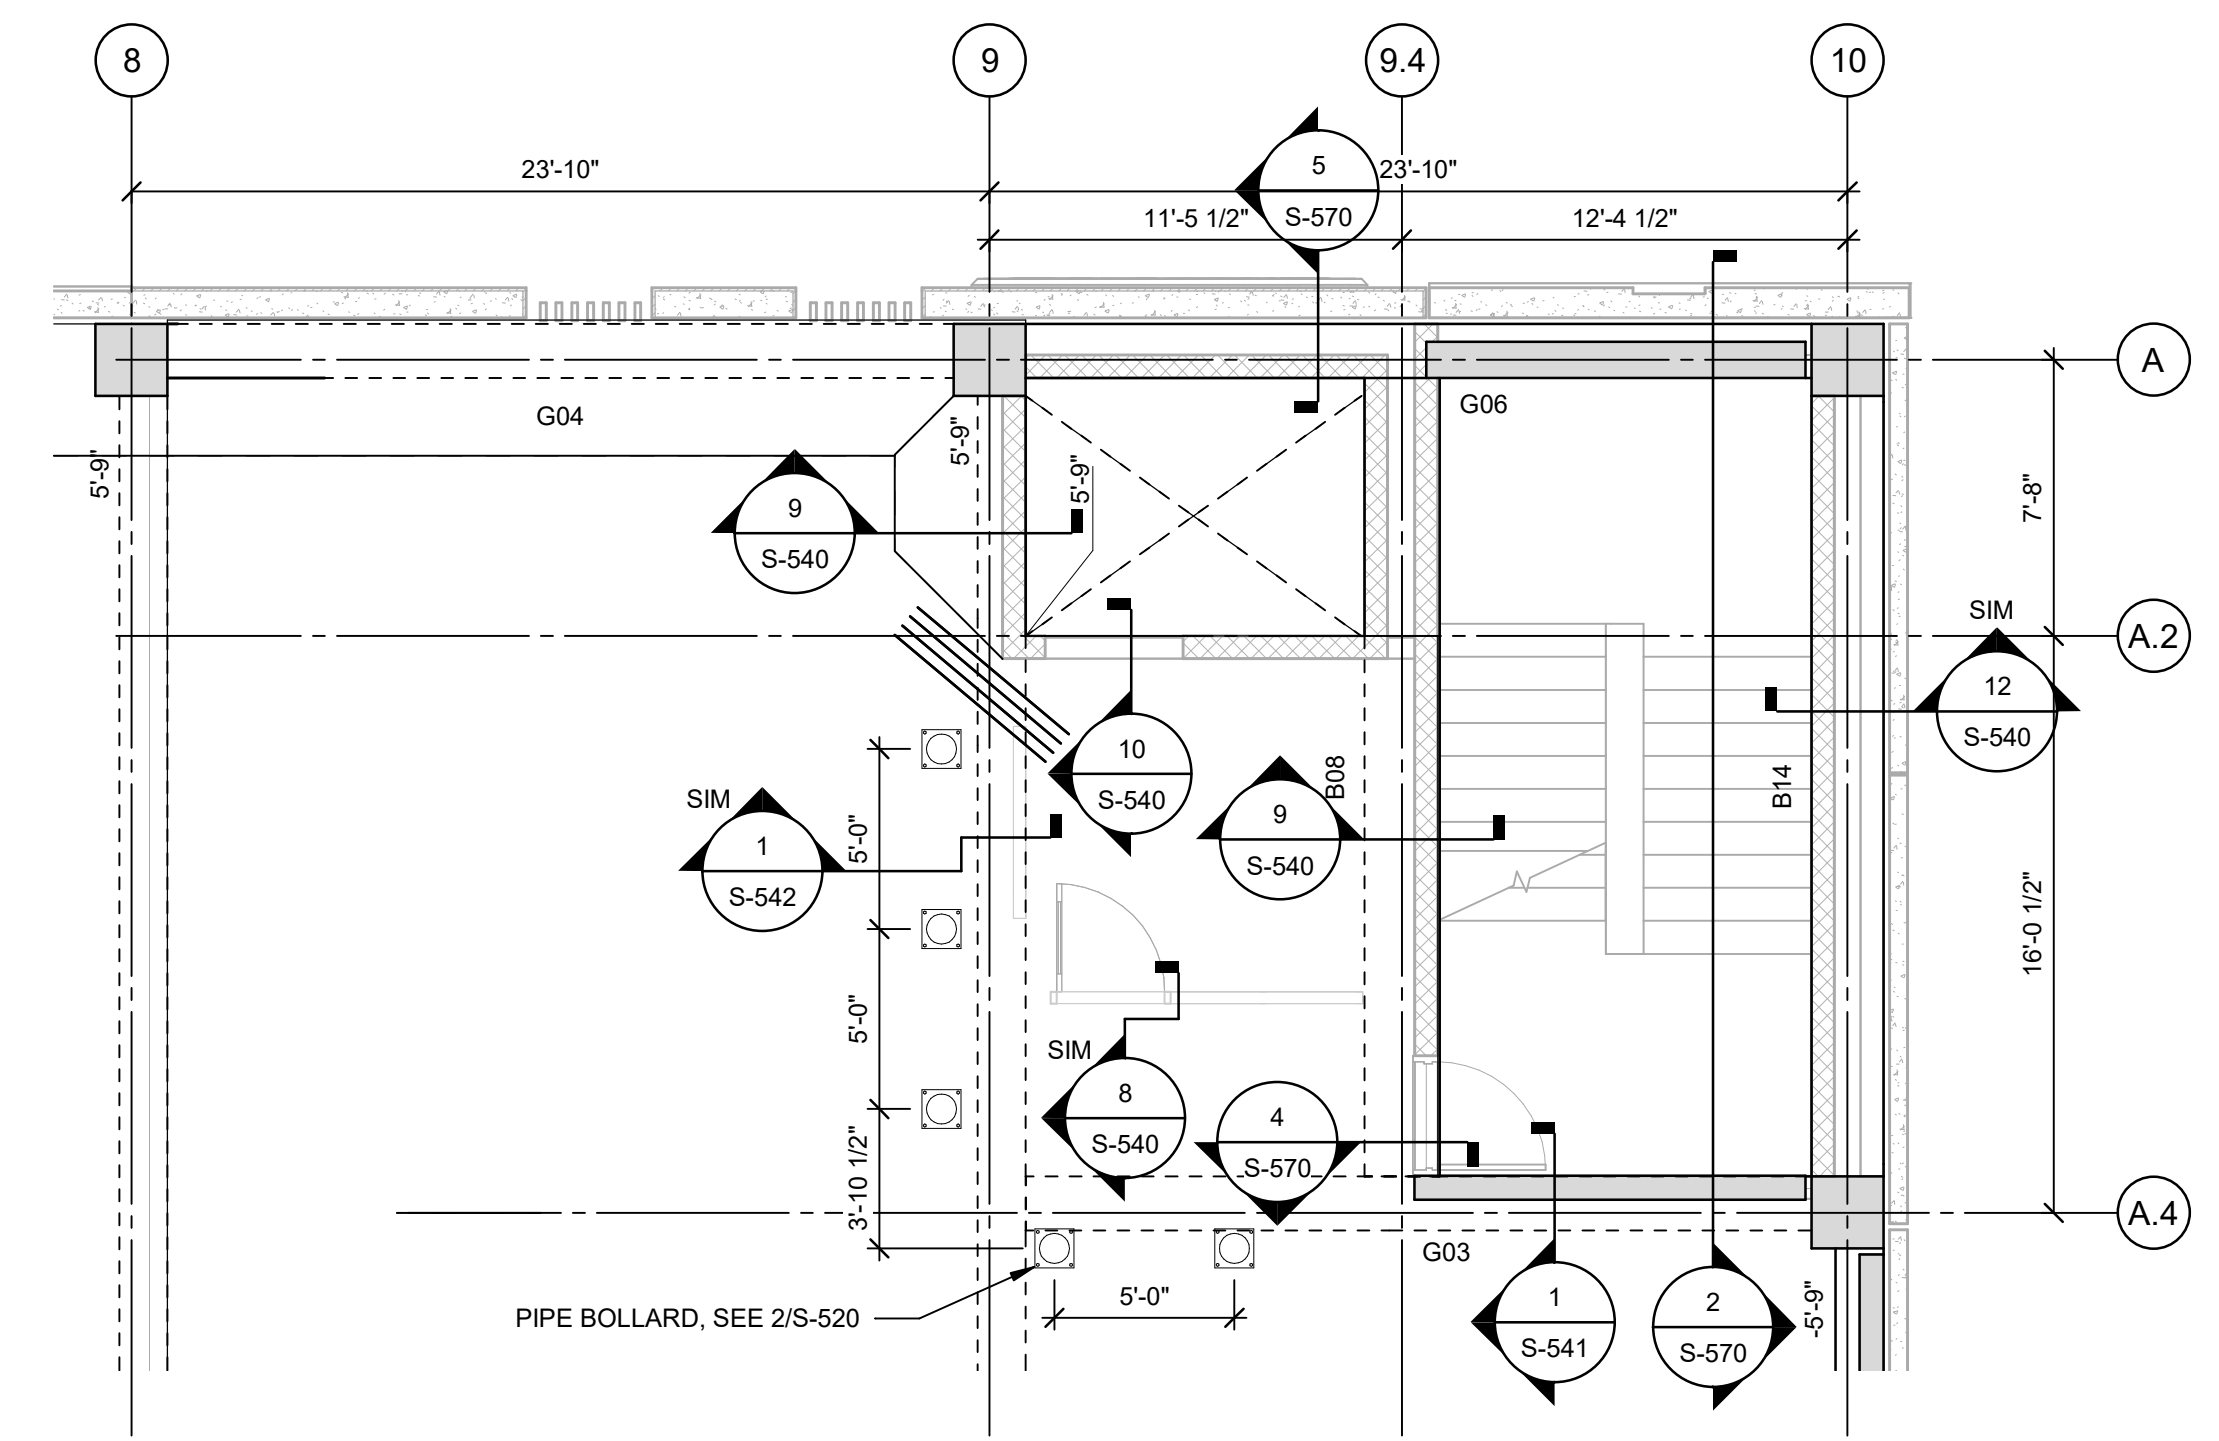 8
9
9.4
10
23'-10"
5
S-570
23'-10"
11'-5 1/2"
12'-4 1/2"
A
G04
G06
5'-9"
5'-9"
5'-9"
9
S-540
7'-8"
SIM
A.2
12
S-540
10
S-540
B08
B14
SIM
1
S-542
5'-0"
9
S-540
16'-0 1/2"
5'-0"
SIM
8
S-540
4
S-570
3'-10 1/2"
A.4
G03
PIPE BOLLARD, SEE 2/S-520
5'-0"
1
S-541
2
S-570
-5'-9"